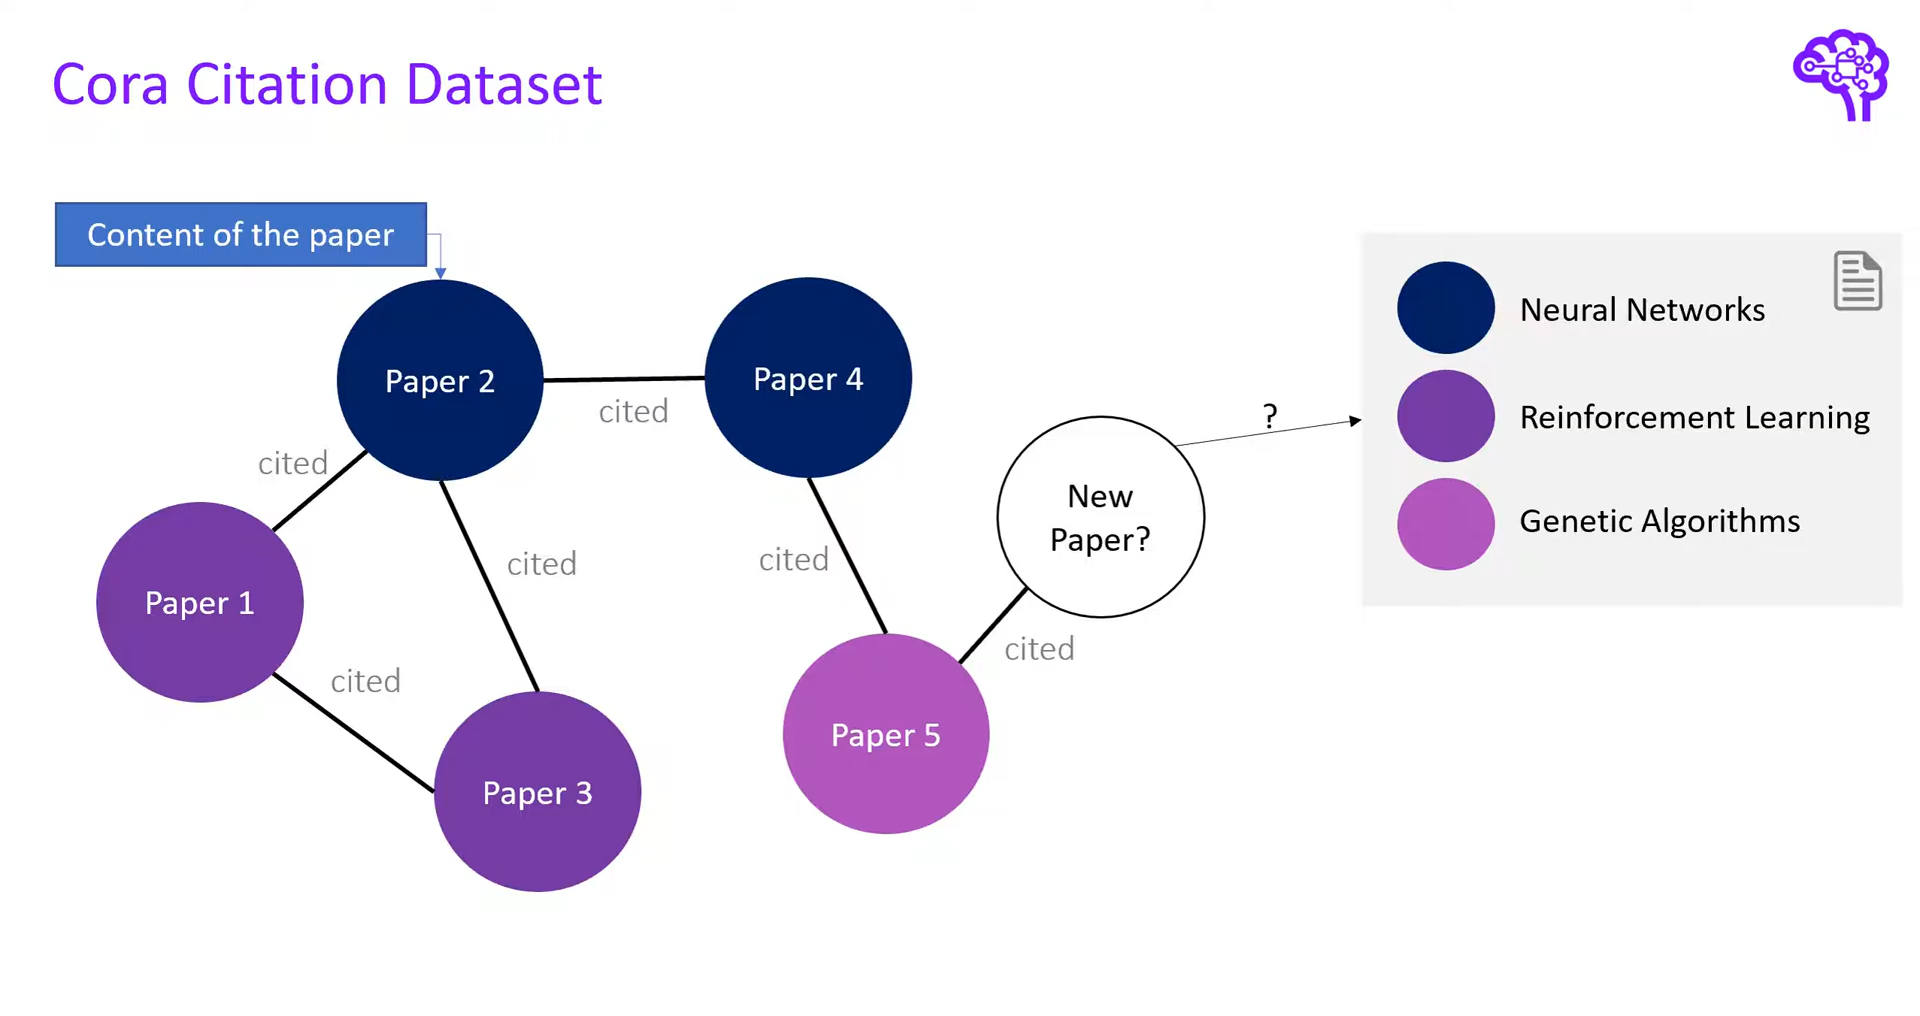 Cora Citation Dataset
Content of the paper
Paper 2
Paper 4
cited
cited
cited
cited
Paper 1
cited
Paper 3
Paper 5
New
Paper?
cited
?
Neural Networks
Reinforcement Learning
Genetic Algorithms